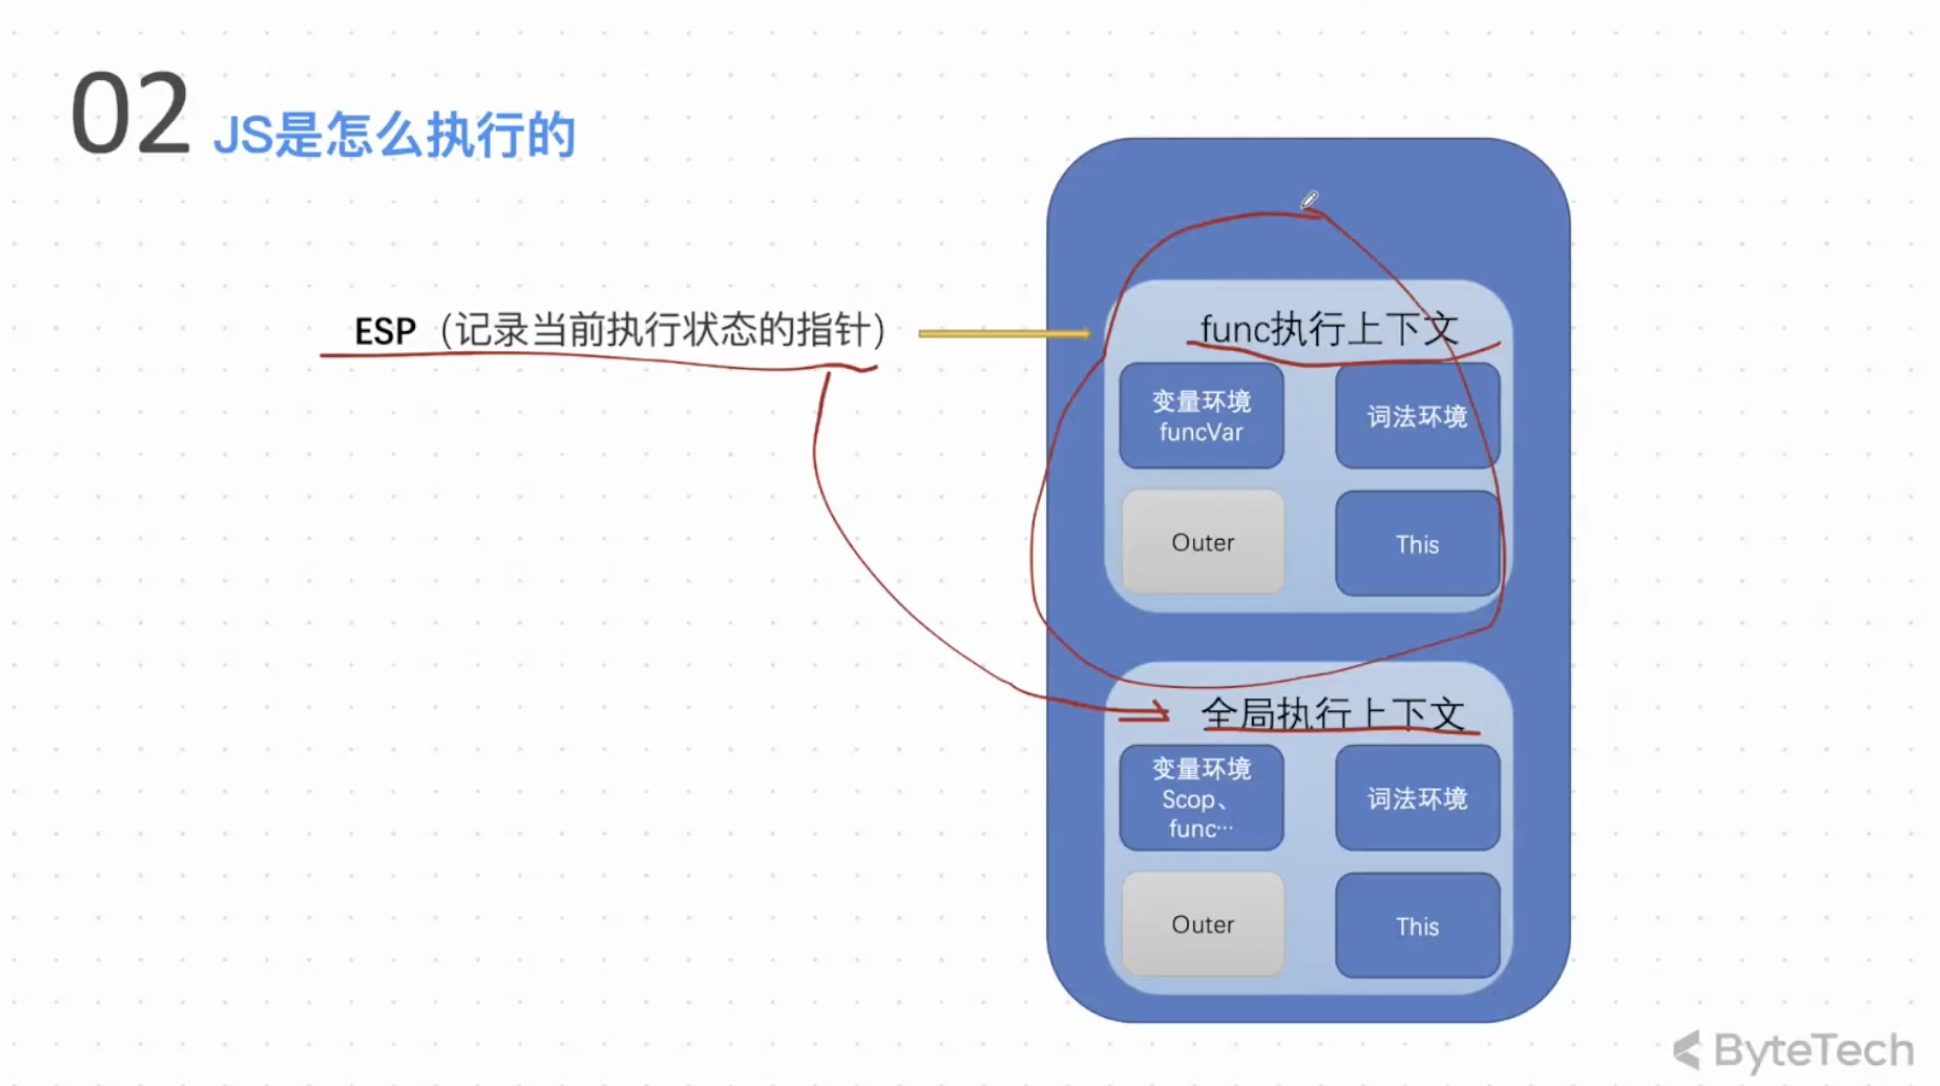 02 JS是怎么执行的
ESP（记录当前执行状态的指针）
func执行上下文
变量环境
funcVar
词法环境
Outer
This
全局执行上下文
变量环境
Scop、
func…
词法环境
Outer
This
ByteTech